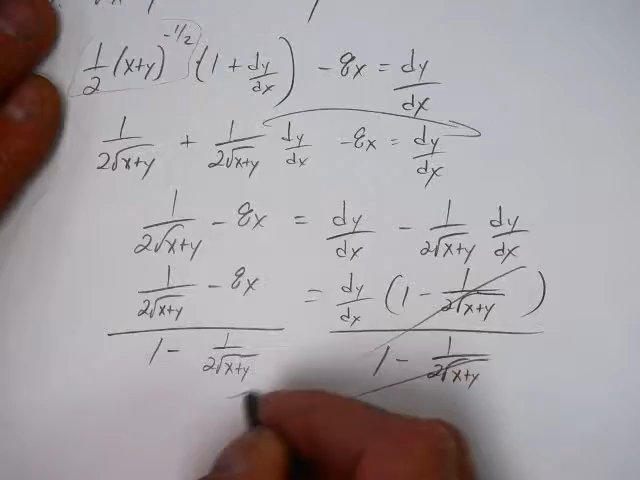 1/2 (x+y)^-1/2 (1 + dy/dx) - 8x = dy/dx
1/2√x+y + 1/2√x+y dy/dx - 8x = dy/dx
1/2√x+y - 8x = dy/dx - 1/2√x+y dy/dx
1/2√x+y - 8x = dy/dx (1 - 1/2√x+y)
1 - 1/2√x+y 1 - 1/2√x+y